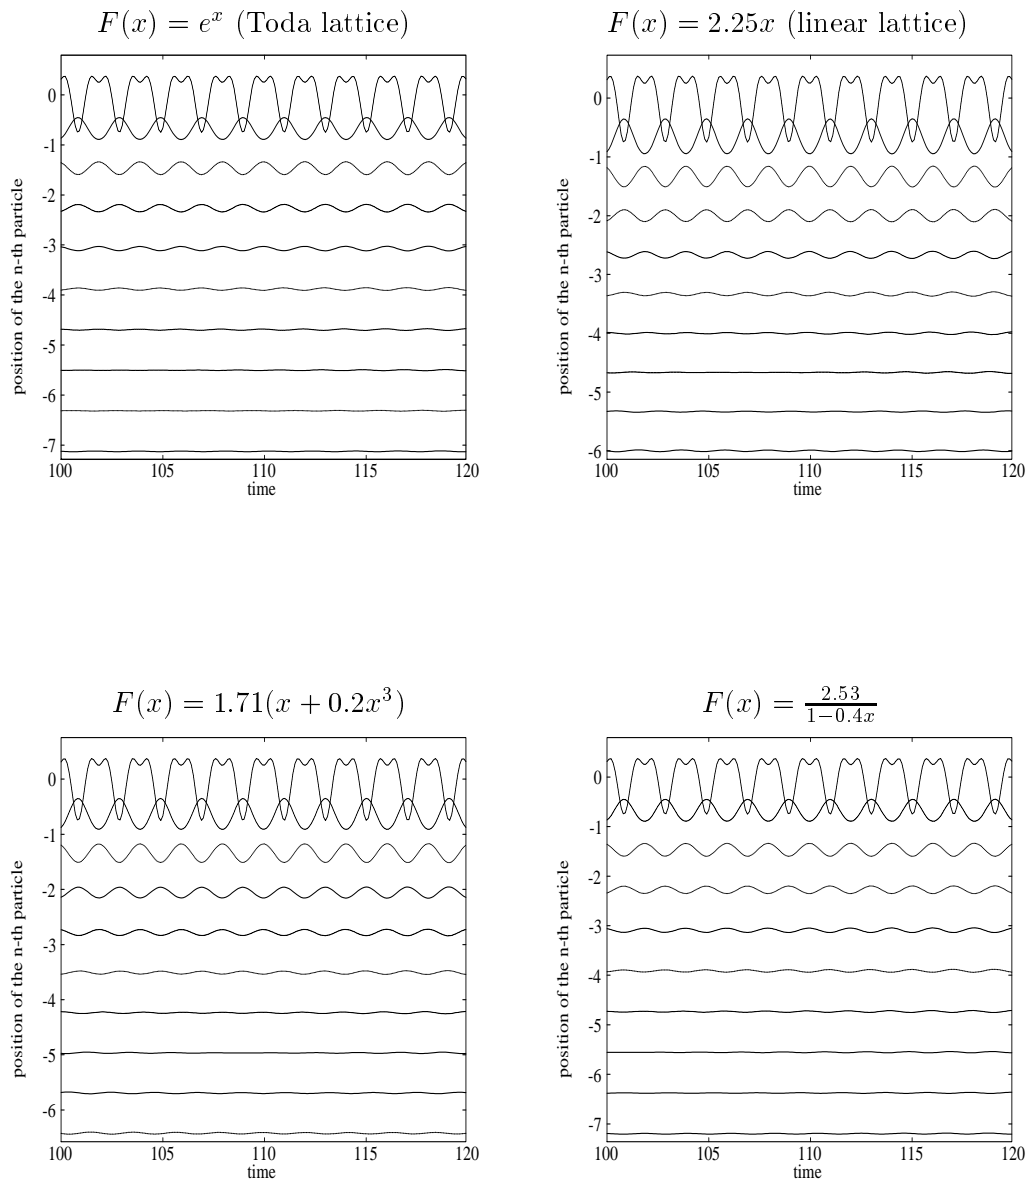 F(x) = e^x (Toda lattice)
position of the n-th particle
0
-1
-2
-3
-4
-5
-6
-7
100 105 110 115 120
time
F(x) = 2.25x (linear lattice)
position of the n-th particle
0
-1
-2
-3
-4
-5
-6
100 105 110 115 120
time
F(x) = 1.71(x + 0.2x^3)
position of the n-th particle
0
-1
-2
-3
-4
-5
-6
100 105 110 115 120
time
F(x) = 2.53/(1-0.4x)
position of the n-th particle
0
-1
-2
-3
-4
-5
-6
-7
100 105 110 115 120
time